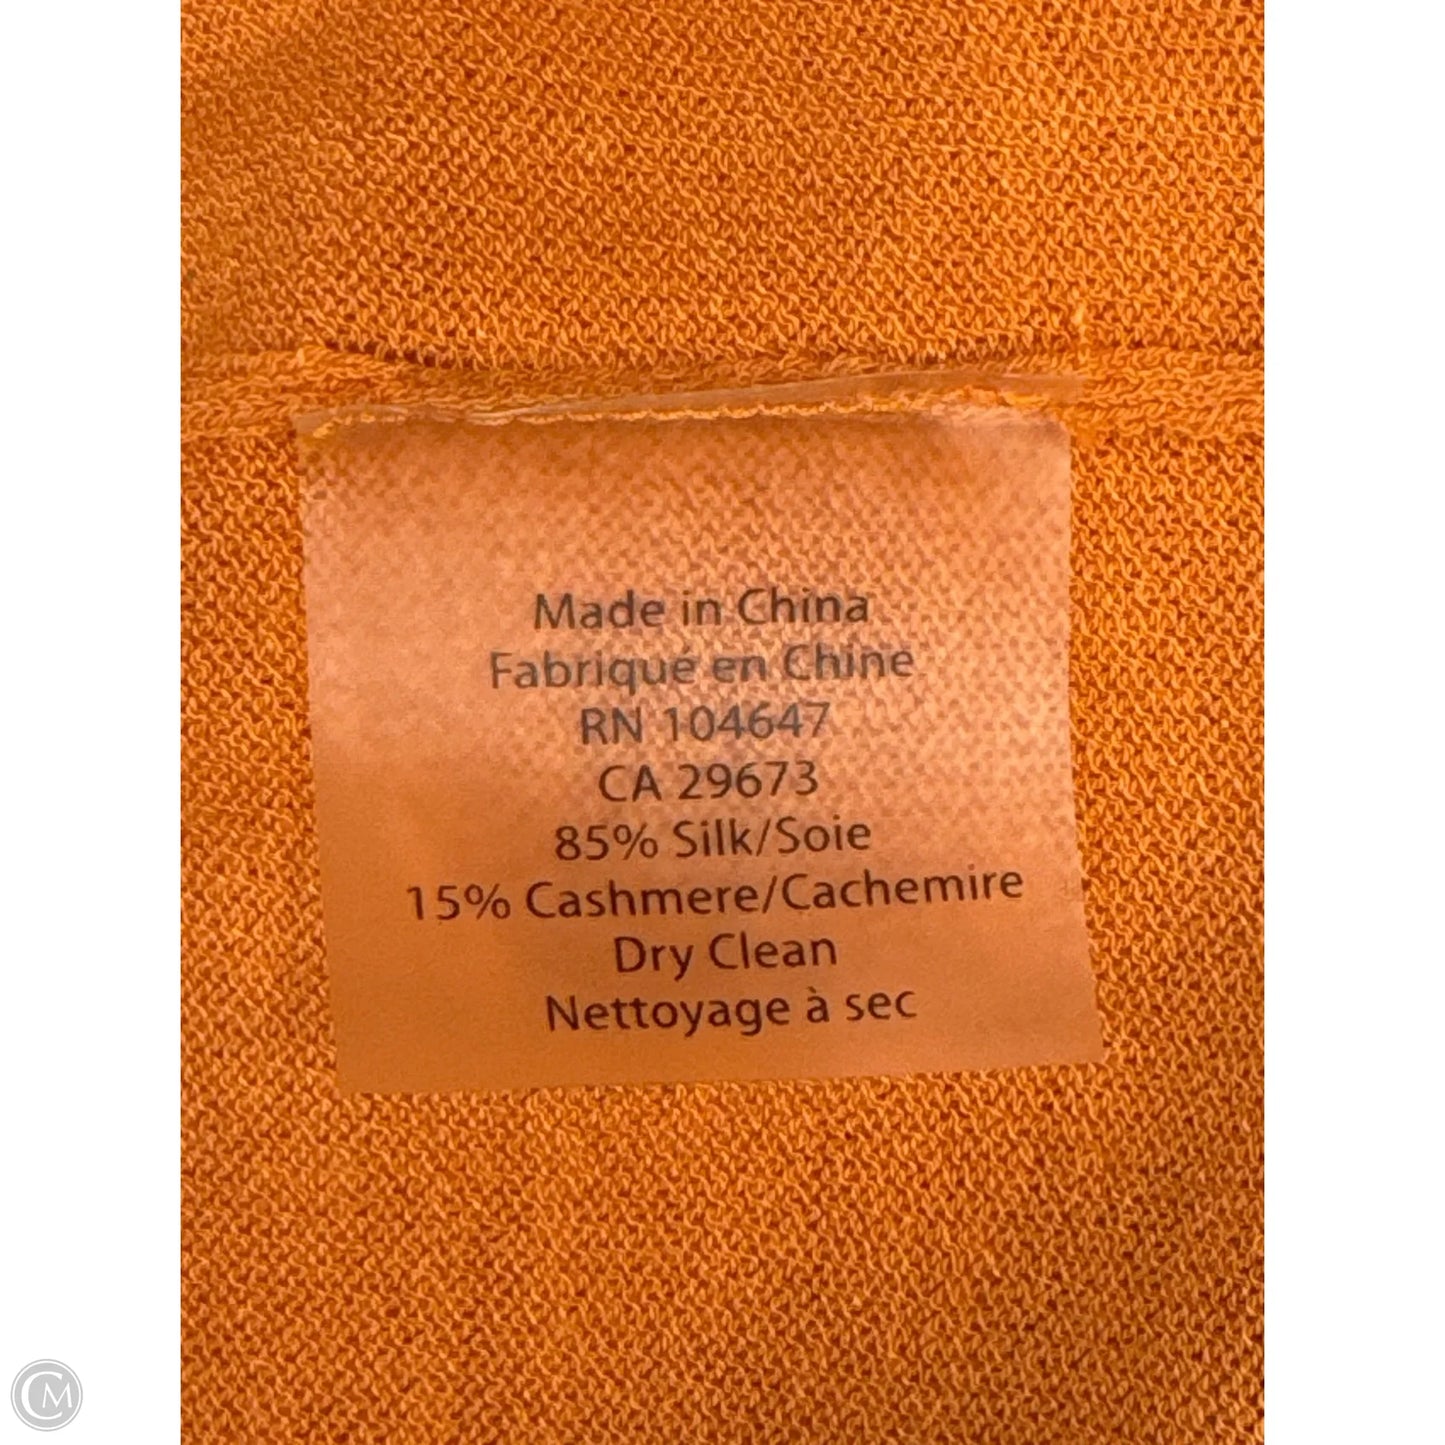 Made in China
Fabriqué en Chine
RN 104647
CA 29673
85% Silk/Soie
15% Cashmere/Cachemire
Dry Clean
Nettoyage à sec
CM